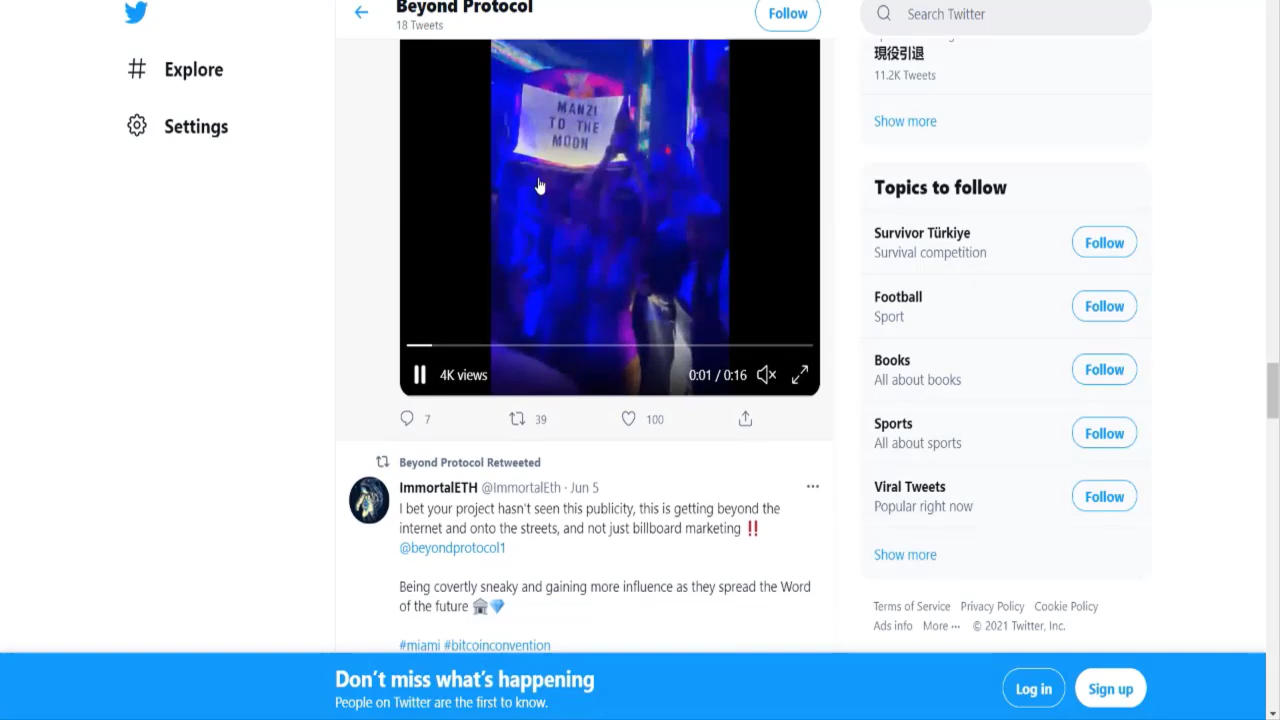 Beyond Protocol
18 Tweets
Follow
Search Twitter
Explore
Settings
現役引退
11.2K Tweets
Show more
MANZI
TO THE
MOON
4K views
0:01 / 0:16
7
39
100
Topics to follow
Survivor Türkiye
Survival competition
Follow
Football
Sport
Follow
Books
All about books
Follow
Sports
All about sports
Follow
Viral Tweets
Popular right now
Follow
Show more
Beyond Protocol Retweeted
ImmortalETH @ImmortalEth · Jun 5
I bet your project hasn't seen this publicity, this is getting beyond the
internet and onto the streets, and not just billboard marketing ‼️
@beyondprotocol1
Being covertly sneaky and gaining more influence as they spread the Word
of the future 🏛️💎
#miami #bitcoinconvention
Terms of Service Privacy Policy Cookie Policy
Ads info More ··· © 2021 Twitter, Inc.
Don't miss what's happening
People on Twitter are the first to know.
Log in
Sign up